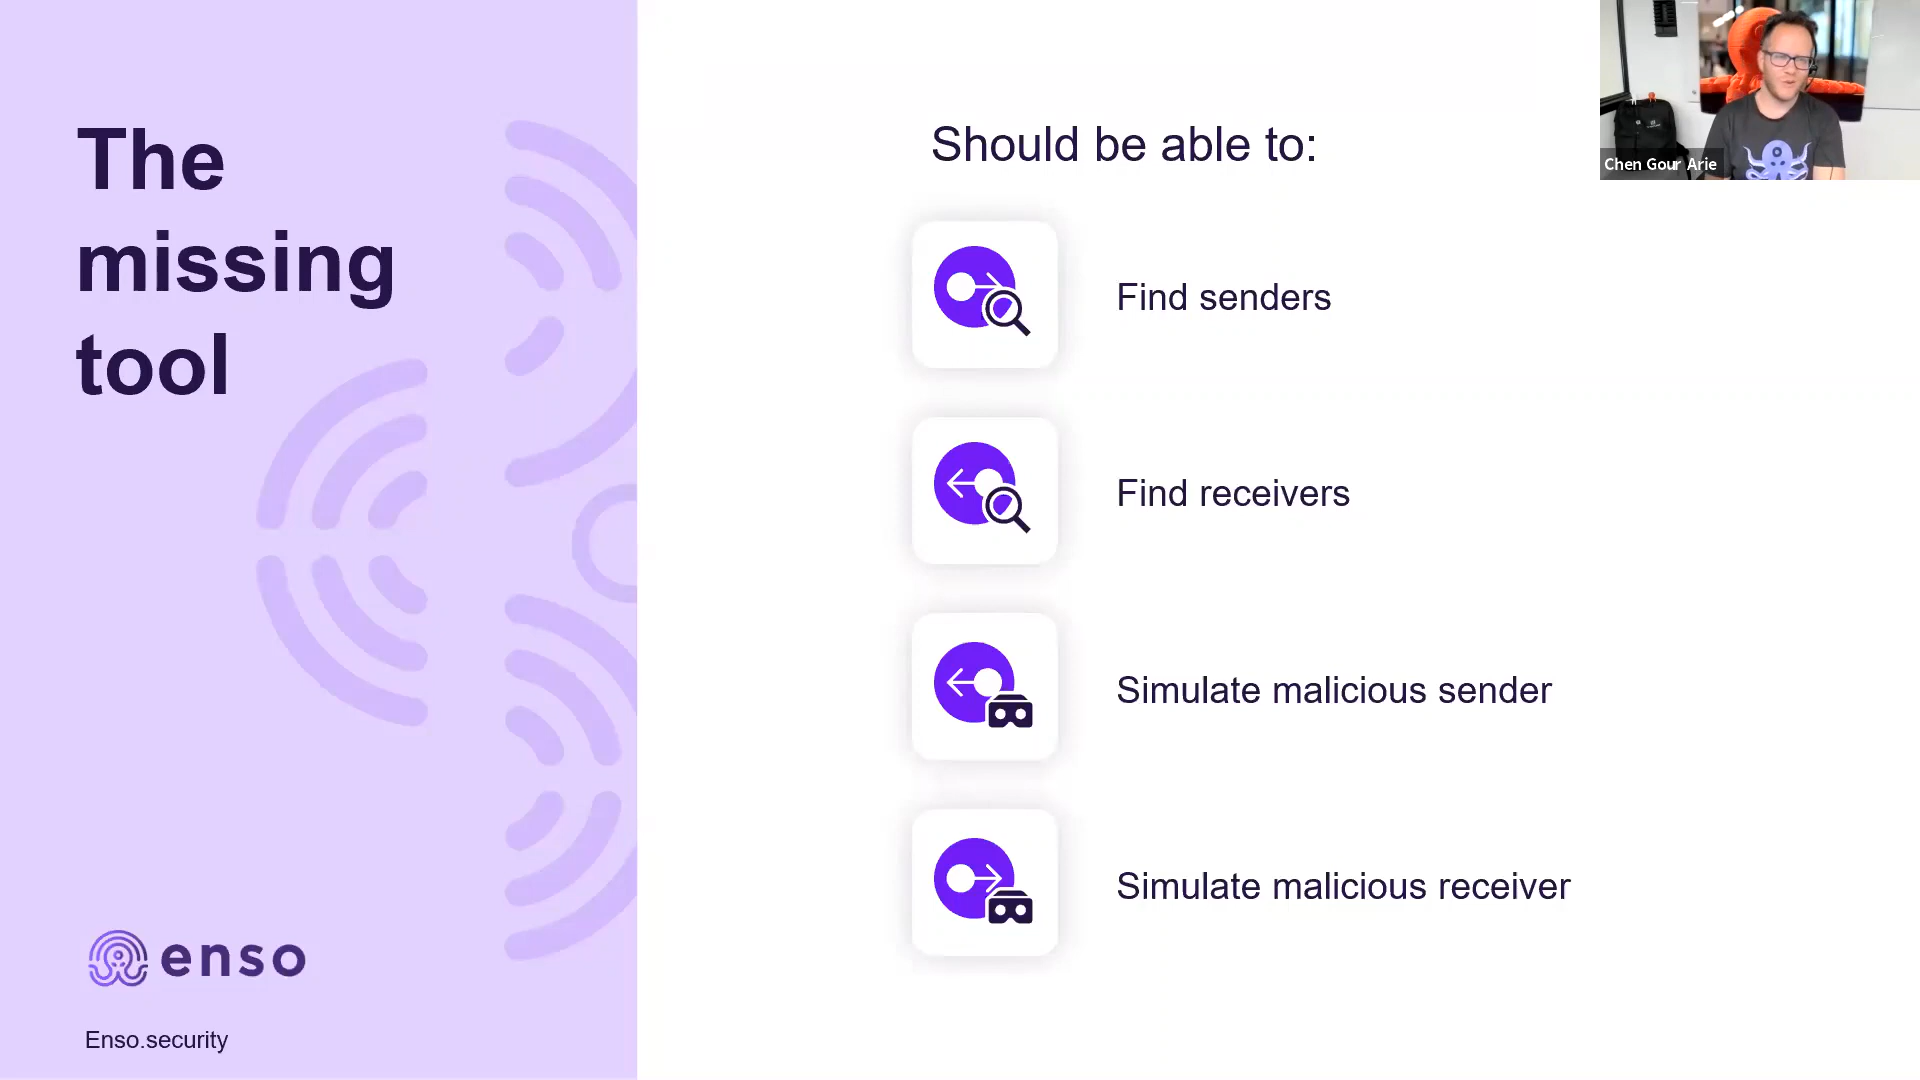 The
missing
tool
Should be able to:
Find senders
Find receivers
Simulate malicious sender
Simulate malicious receiver
enso
Enso.security
Chen Gour Arie